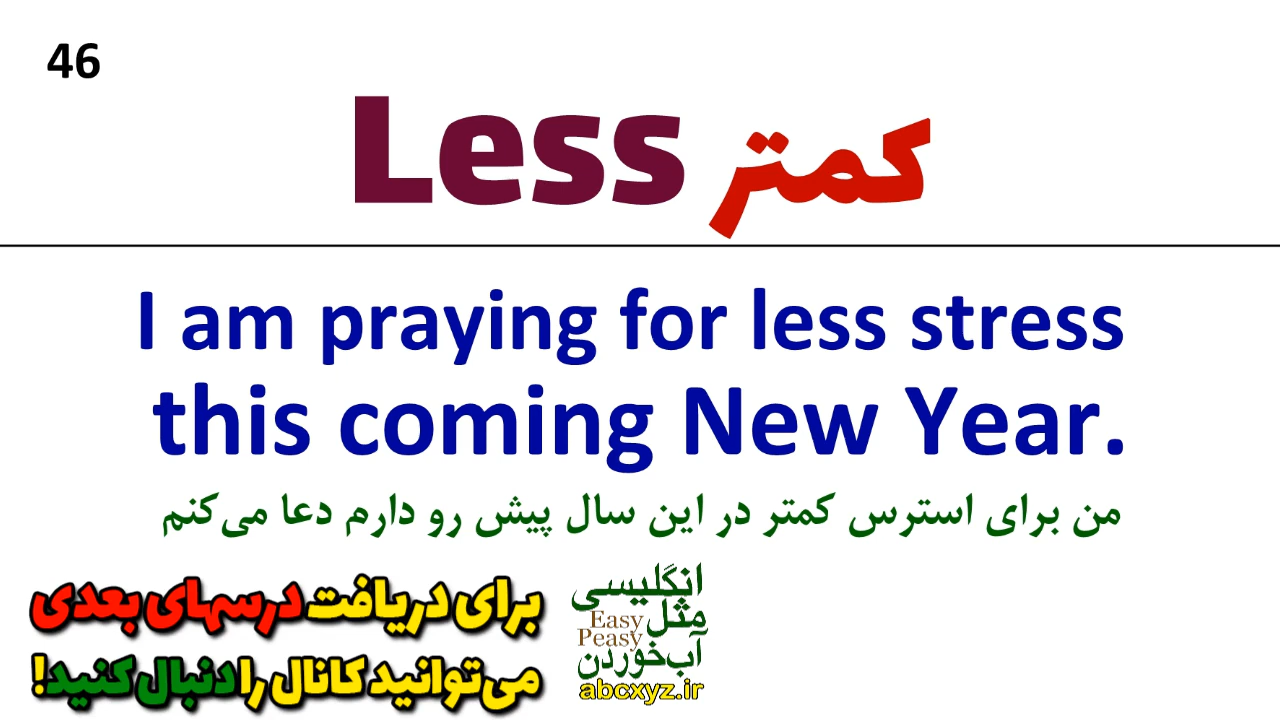 46
Less کمتر
I am praying for less stress
this coming New Year.
من برای استرس کمتر در این سال پیش رو دارم دعا می‌کنم
برای دریافت درسهای بعدی
می‌توانید کانال را دنبال کنید!
انگلیسی
مثل
Easy
Peasy
آب‌خوردن
abcxyz.ir